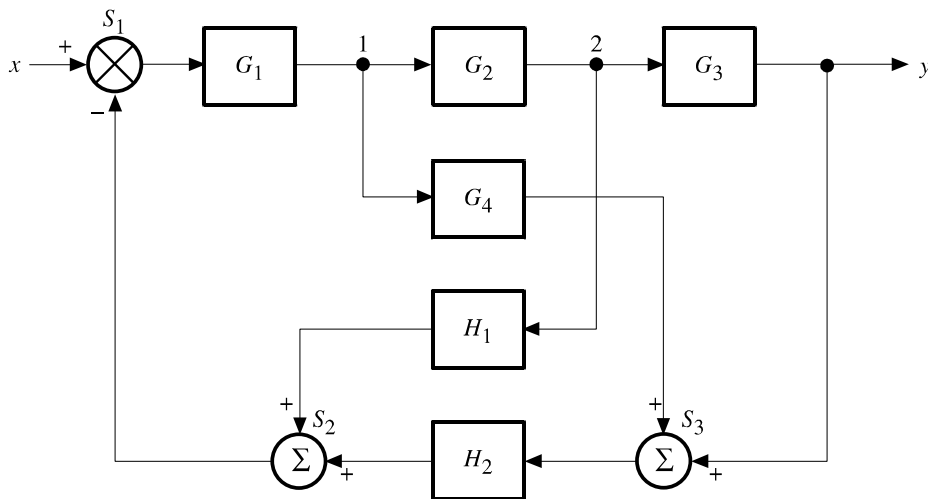 S₁
x + G₁ 1 G₂ 2 G₃ y
−
G₄
H₁
+ S₂ + S₃
Σ + H₂ Σ +